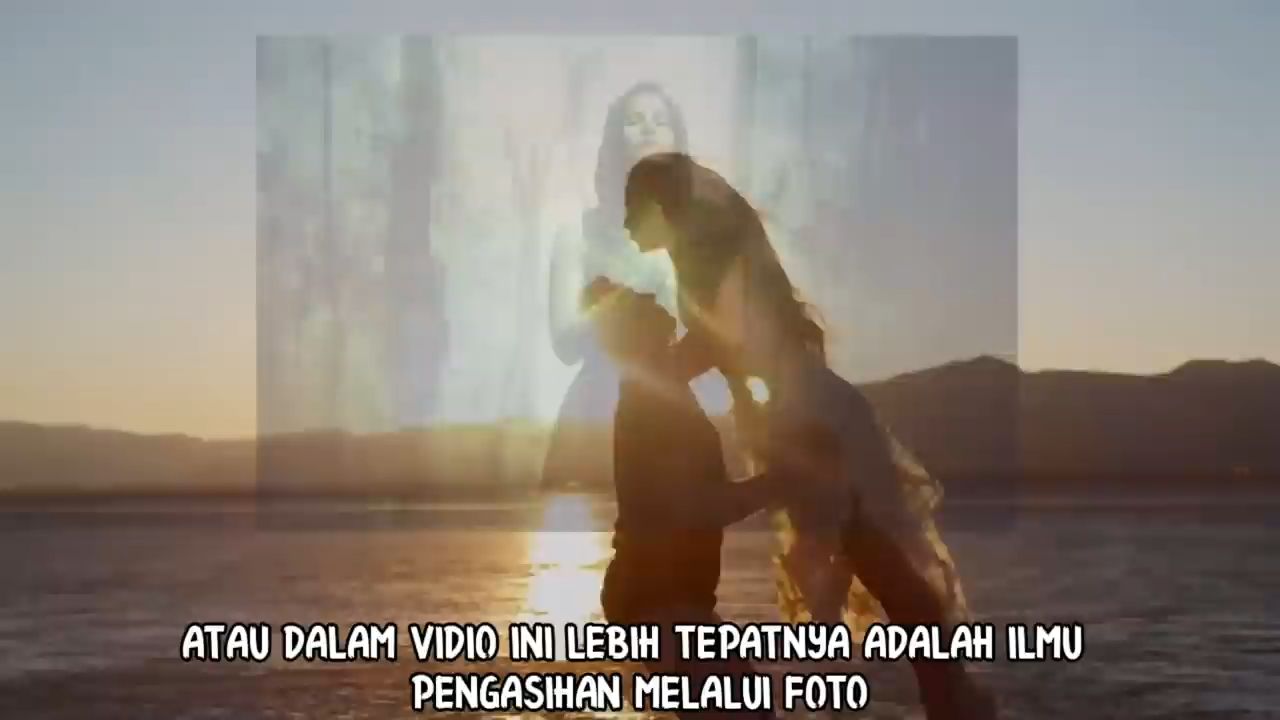 ATAU DALAM VIDIO INI LEBIH TEPATNYA ADALAH ILMU
PENGASIHAN MELALUI FOTO